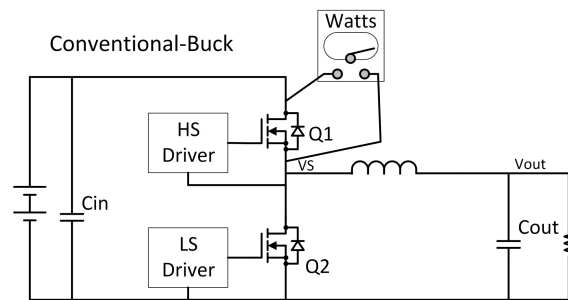 Watts
Conventional-Buck
HS
Driver
Q1
VS
Vout
Cin
LS
Driver
Q2
Cout